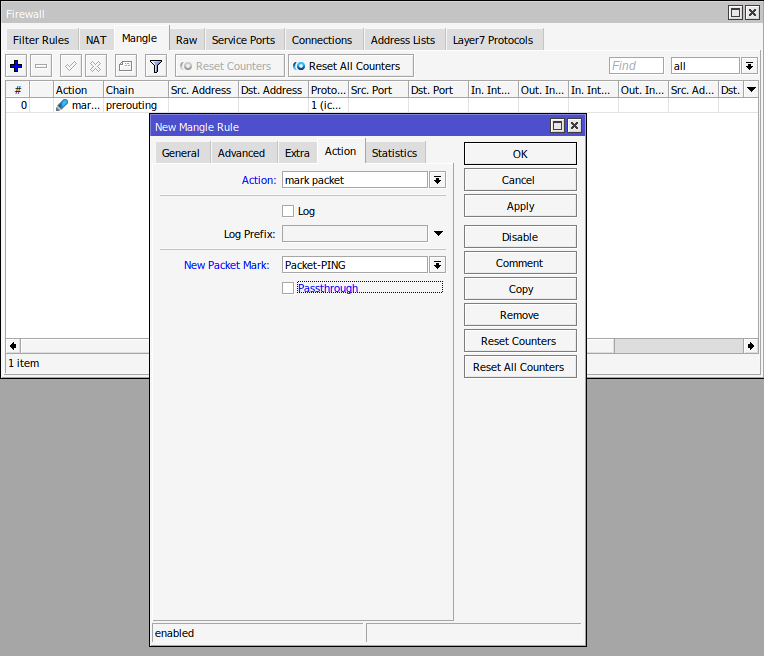 Firewall
Filter Rules NAT Mangle Raw Service Ports Connections Address Lists Layer7 Protocols
Reset Counters Reset All Counters Find all
# Action Chain Src. Address Dst. Address Proto... Src. Port Dst. Port In. Int... Out. In... In. Int... Out. In... Src. Ad... Dst.
0 mar... prerouting 1 (ic...
New Mangle Rule
General Advanced Extra Action Statistics
Action: mark packet
Log
Log Prefix:
New Packet Mark: Packet-PING
Passthrough
OK
Cancel
Apply
Disable
Comment
Copy
Remove
Reset Counters
Reset All Counters
1 item
enabled